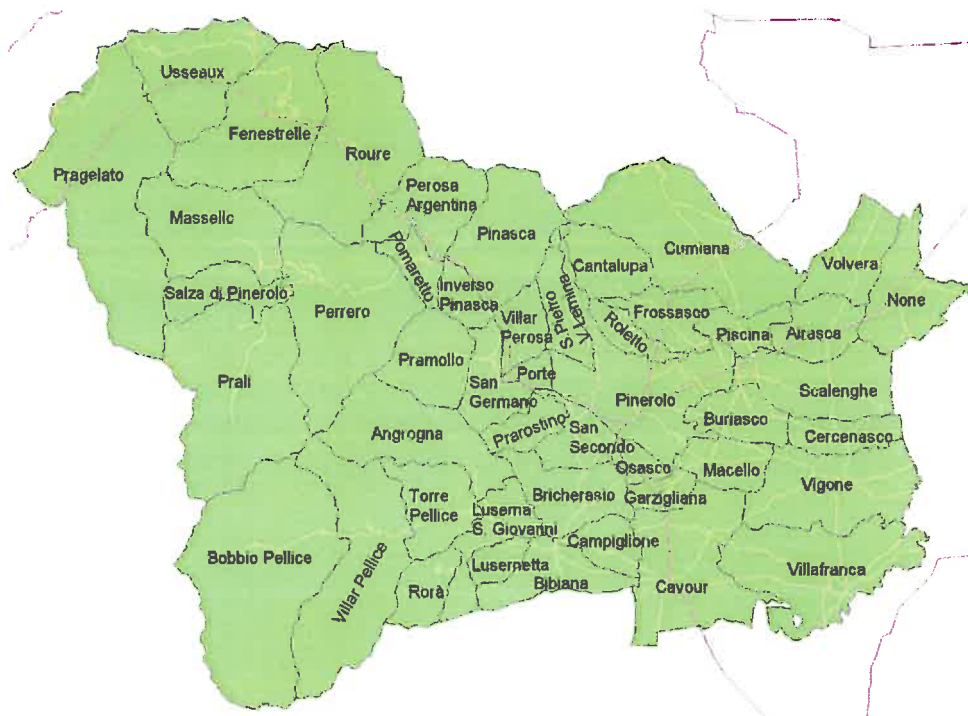 Usseaux
Fenestrelle
Roure
Pragelato
Perosa
Argentina
Massello
Pinasca
Cumiana
Cantalupa
Volvera
Pomaretto
None
Salza di Pinerolo
Inverso
Pinasca
Perrero
Villar
Perosa
S. Pietro
V. Lemina
Frossasco
Roletto
Piscina
Airasca
Pramollo
Prali
Porte
San
Germano
Pinerolo
Scalenghe
Buriasco
Angrogna
Prarostino
San
Secondo
Cercenasco
Osasco
Macello
Vigone
Torre
Pellice
Bricherasio
Garzigliana
Luserna
S. Giovanni
Bobbio Pellice
Villar Pellice
Campiglione
Lusernetta
Villafranca
Rorà
Bibiana
Cavour